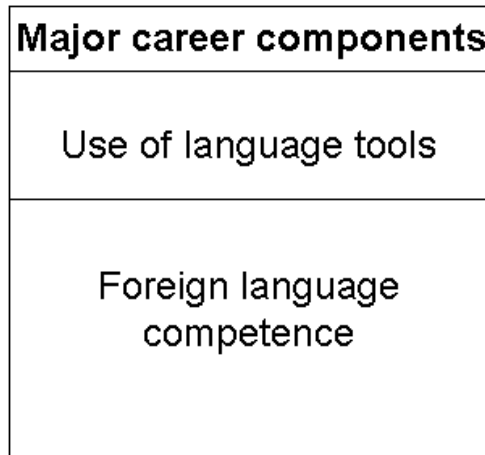 Major career components
Use of language tools
Foreign language
competence